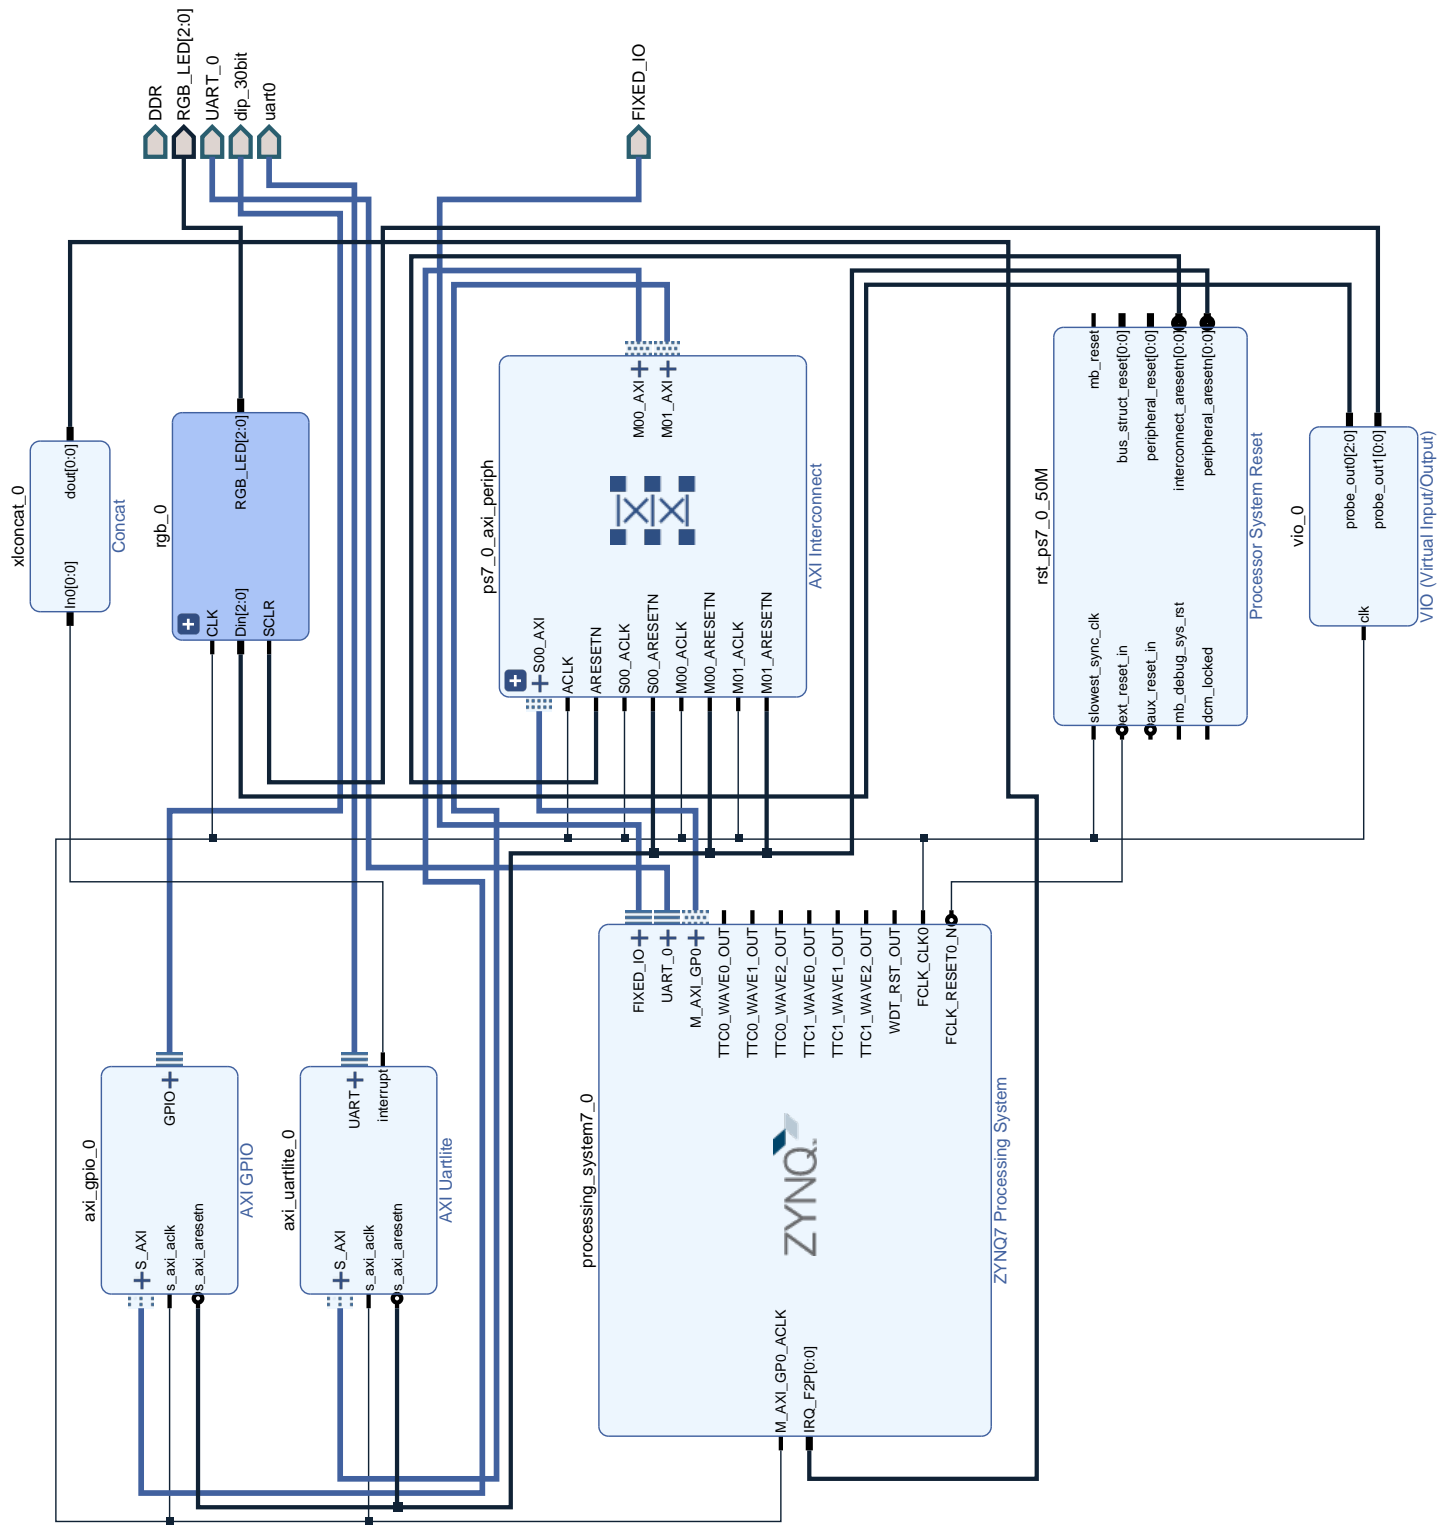 DDR
RGB_LED[2:0]
UART_0
dip_30bit
uart0
FIXED_IO
xlconcat_0
In0[0:0]
dout[0:0]
Concat
rgb_0
CLK
Din[2:0]
SCLR
RGB_LED[2:0]
ps7_0_axi_periph
S00_AXI
ACLK
ARESETN
S00_ACLK
S00_ARESETN
M00_ACLK
M00_ARESETN
M01_ACLK
M01_ARESETN
M00_AXI
M01_AXI
AXI Interconnect
rst_ps7_0_50M
slowest_sync_clk
ext_reset_in
aux_reset_in
mb_debug_sys_rst
dcm_locked
mb_reset
bus_struct_reset[0:0]
peripheral_reset[0:0]
interconnect_aresetn[0:0]
peripheral_aresetn[0:0]
Processor System Reset
vio_0
clk
probe_out0[2:0]
probe_out1[0:0]
VIO (Virtual Input/Output)
axi_gpio_0
S_AXI
s_axi_aclk
s_axi_aresetn
GPIO
AXI GPIO
axi_uartlite_0
S_AXI
s_axi_aclk
s_axi_aresetn
UART
interrupt
AXI Uartlite
processing_system7_0
M_AXI_GP0_ACLK
IRQ_F2P[0:0]
ZYNQ
FIXED_IO
UART_0
M_AXI_GP0
TTC0_WAVE0_OUT
TTC0_WAVE1_OUT
TTC0_WAVE2_OUT
TTC1_WAVE0_OUT
TTC1_WAVE1_OUT
TTC1_WAVE2_OUT
WDT_RST_OUT
FCLK_CLK0
FCLK_RESET0_N
ZYNQ7 Processing System